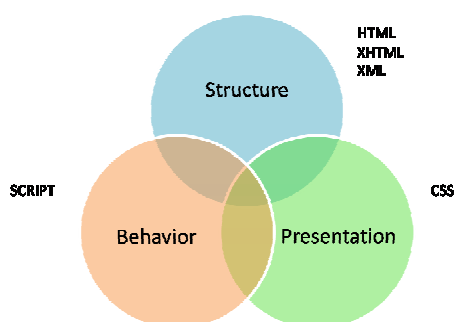 HTML
XHTML
XML
Structure
SCRIPT
CSS
Behavior
Presentation